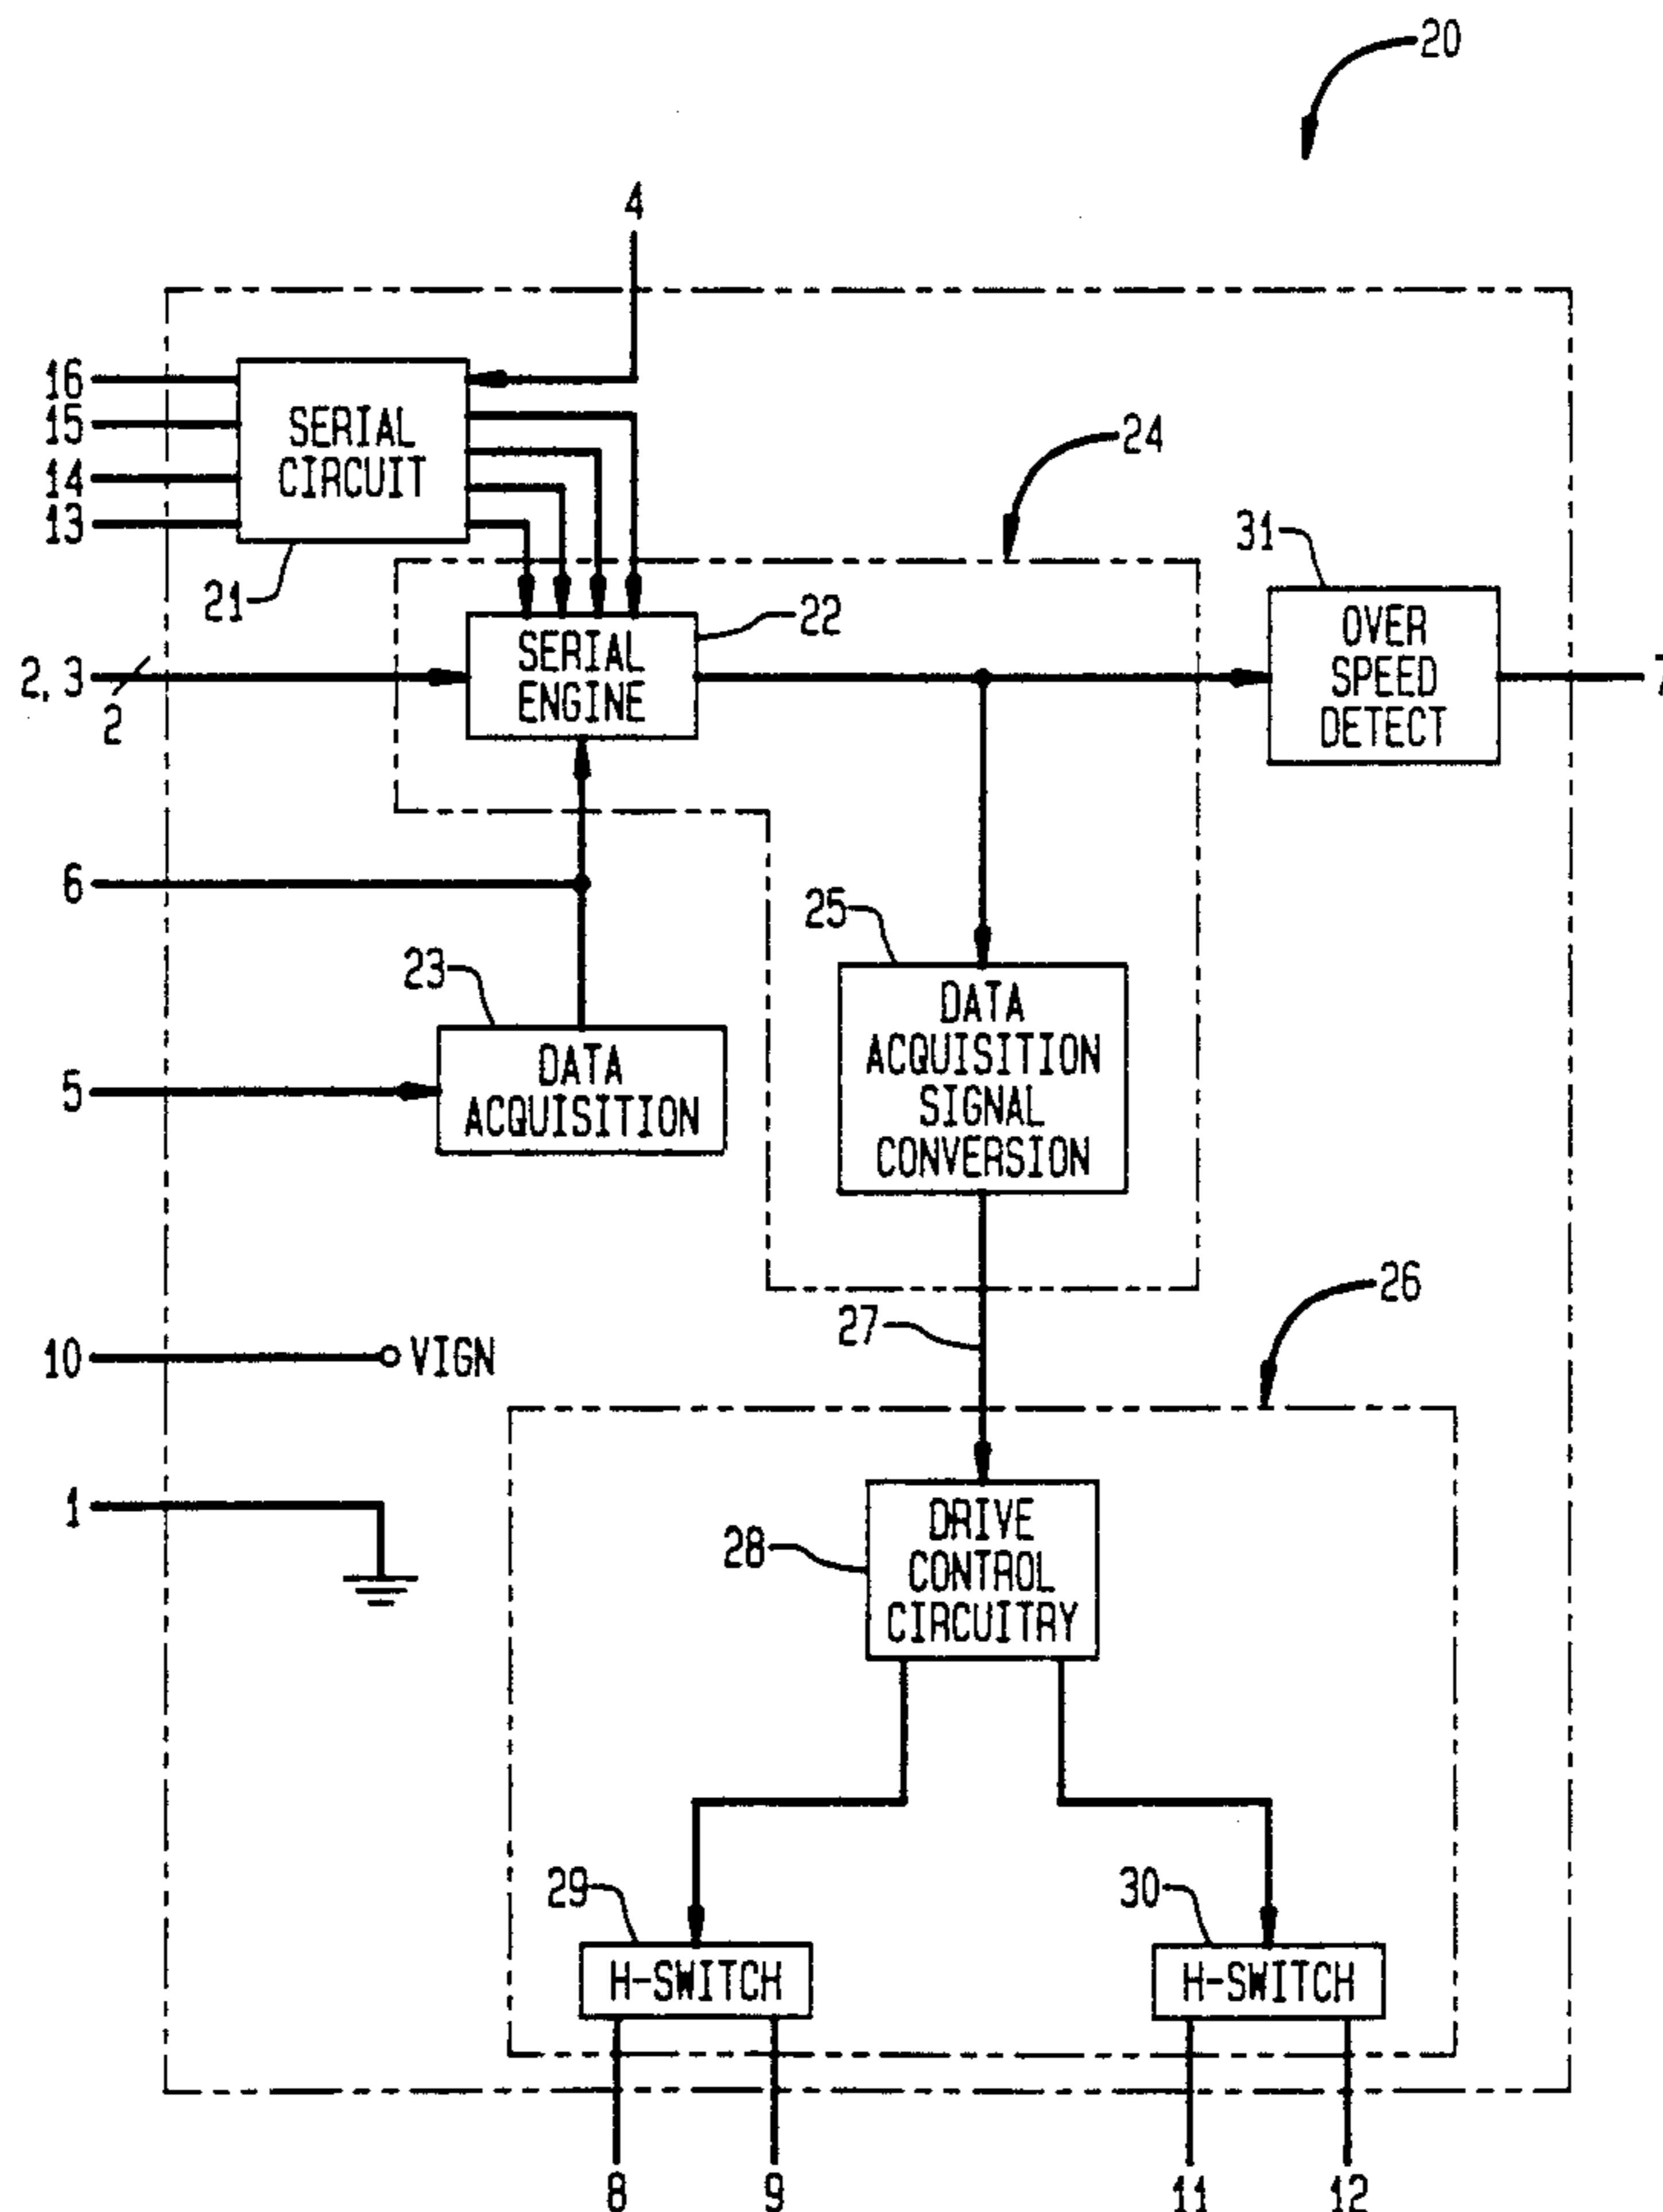 20
4
16
15
14
13
SERIAL
CIRCUIT
24
21
31
2, 3
2
SERIAL
ENGINE
22
OVER
SPEED
DETECT
7
6
25
23
DATA
ACQUISITION
SIGNAL
CONVERSION
5
DATA
ACQUISITION
26
27
10
VIGN
1
28
DRIVE
CONTROL
CIRCUITRY
29
30
H-SWITCH
H-SWITCH
8
9
11
12